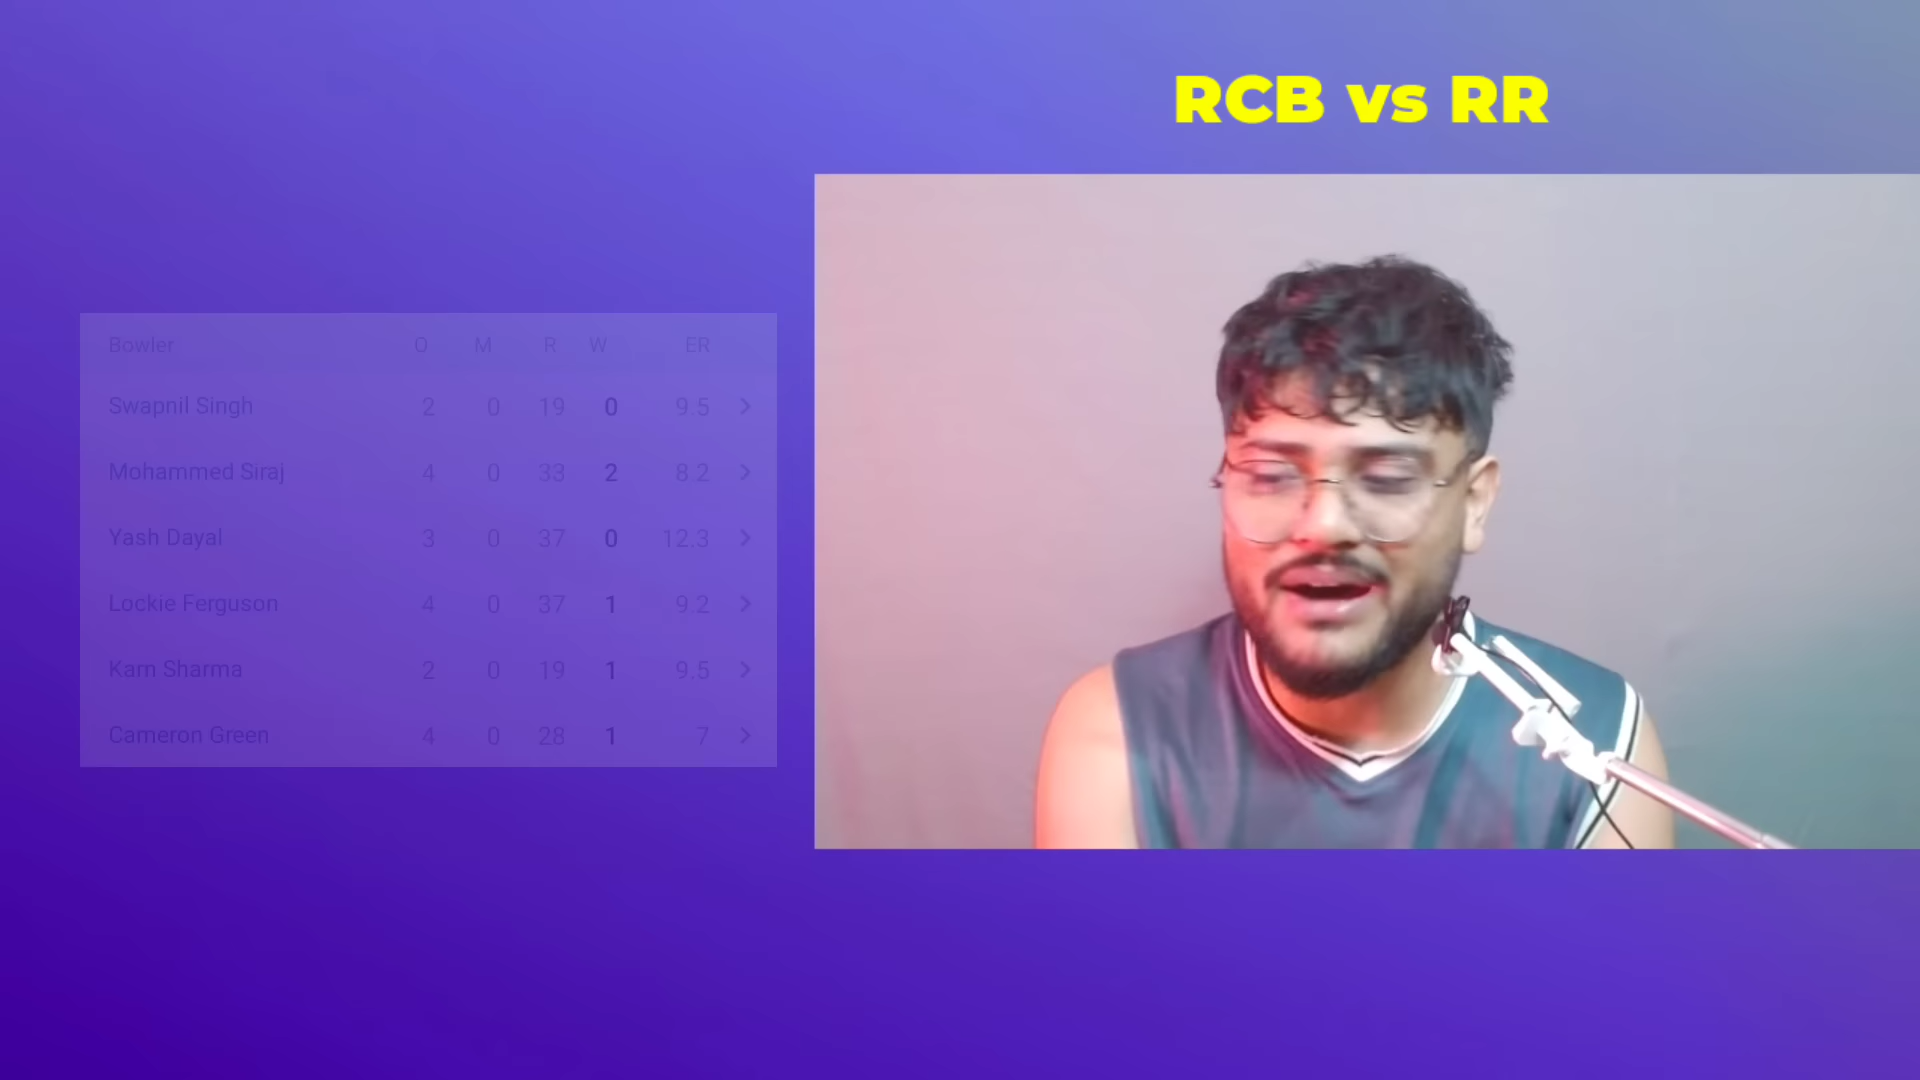 RCB vs RR
Bowler O M R W ER
Swapnil Singh 2 0 19 0 9.5
Mohammed Siraj 4 0 33 2 8.2
Yash Dayal 3 0 37 0 12.3
Lockie Ferguson 4 0 37 1 9.2
Karn Sharma 2 0 19 1 9.5
Cameron Green 4 0 28 1 7